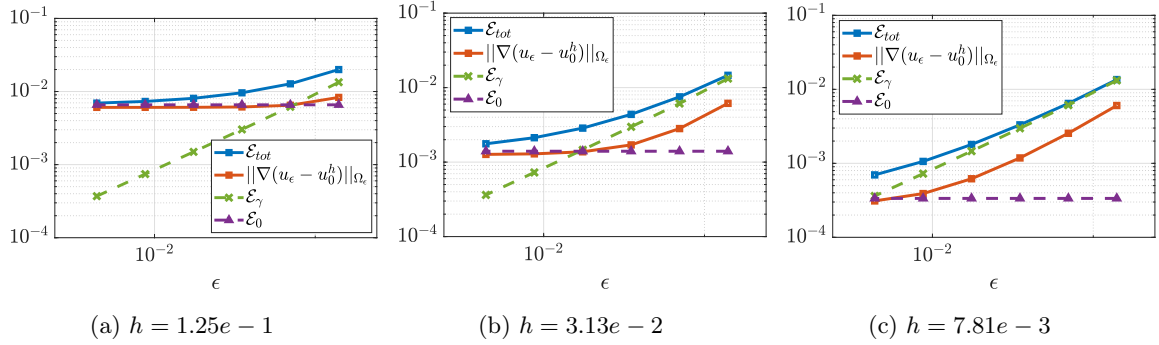 10^{-1}
10^{-2}
10^{-3}
10^{-4}
\mathcal{E}_{tot}
||\nabla(u_\epsilon - u_0^h)||_{\Omega_\epsilon}
\mathcal{E}_\gamma
\mathcal{E}_0
10^{-2}
\epsilon
(a) h = 1.25e − 1
10^{-1}
10^{-2}
10^{-3}
10^{-4}
\mathcal{E}_{tot}
||\nabla(u_\epsilon - u_0^h)||_{\Omega_\epsilon}
\mathcal{E}_\gamma
\mathcal{E}_0
10^{-2}
\epsilon
(b) h = 3.13e − 2
10^{-1}
10^{-2}
10^{-3}
10^{-4}
\mathcal{E}_{tot}
||\nabla(u_\epsilon - u_0^h)||_{\Omega_\epsilon}
\mathcal{E}_\gamma
\mathcal{E}_0
10^{-2}
\epsilon
(c) h = 7.81e − 3